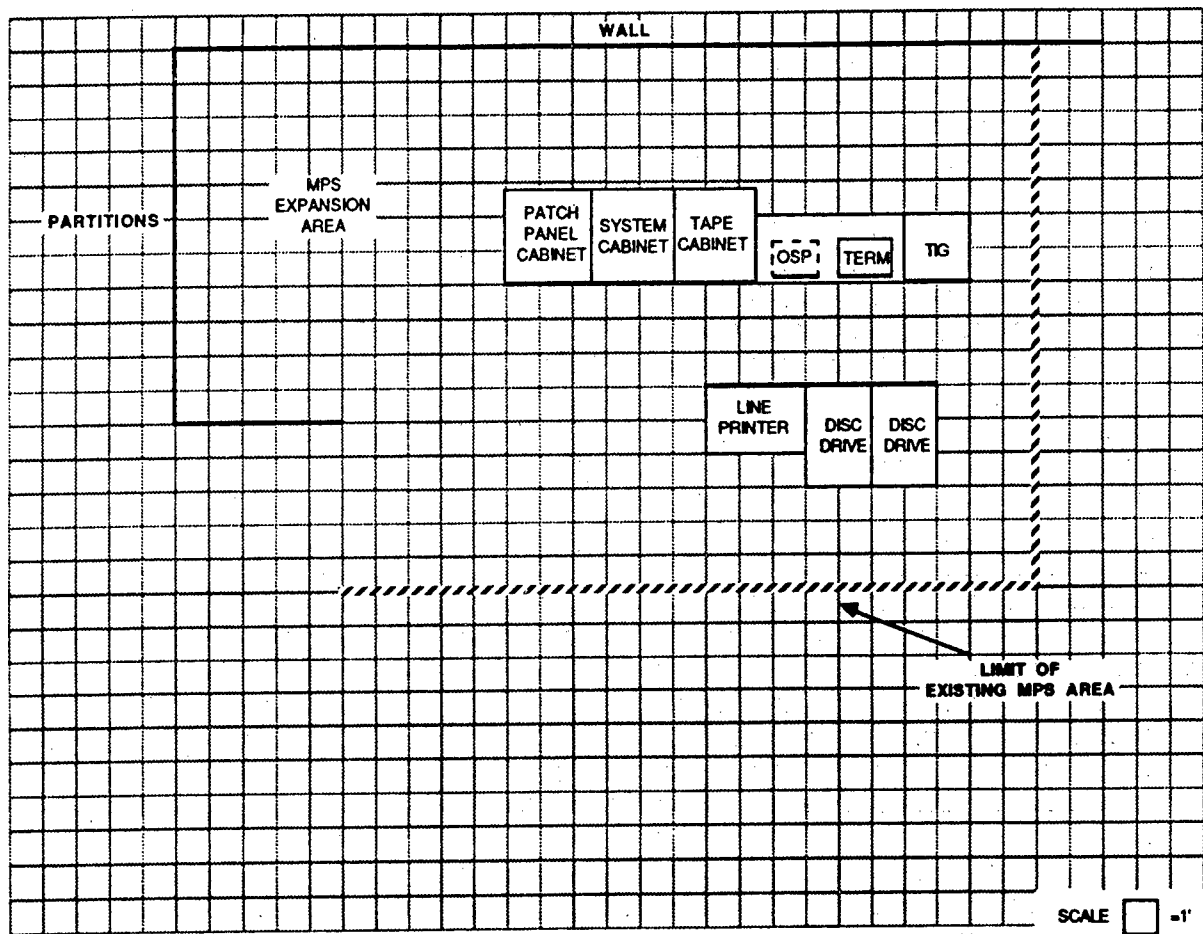 WALL
PARTITIONS
MPS
EXPANSION
AREA
PATCH
PANEL
CABINET
SYSTEM
CABINET
TAPE
CABINET
OSP
TERM
TIG
LINE
PRINTER
DISC
DRIVE
DISC
DRIVE
LIMIT OF
EXISTING MPS AREA
SCALE =1'